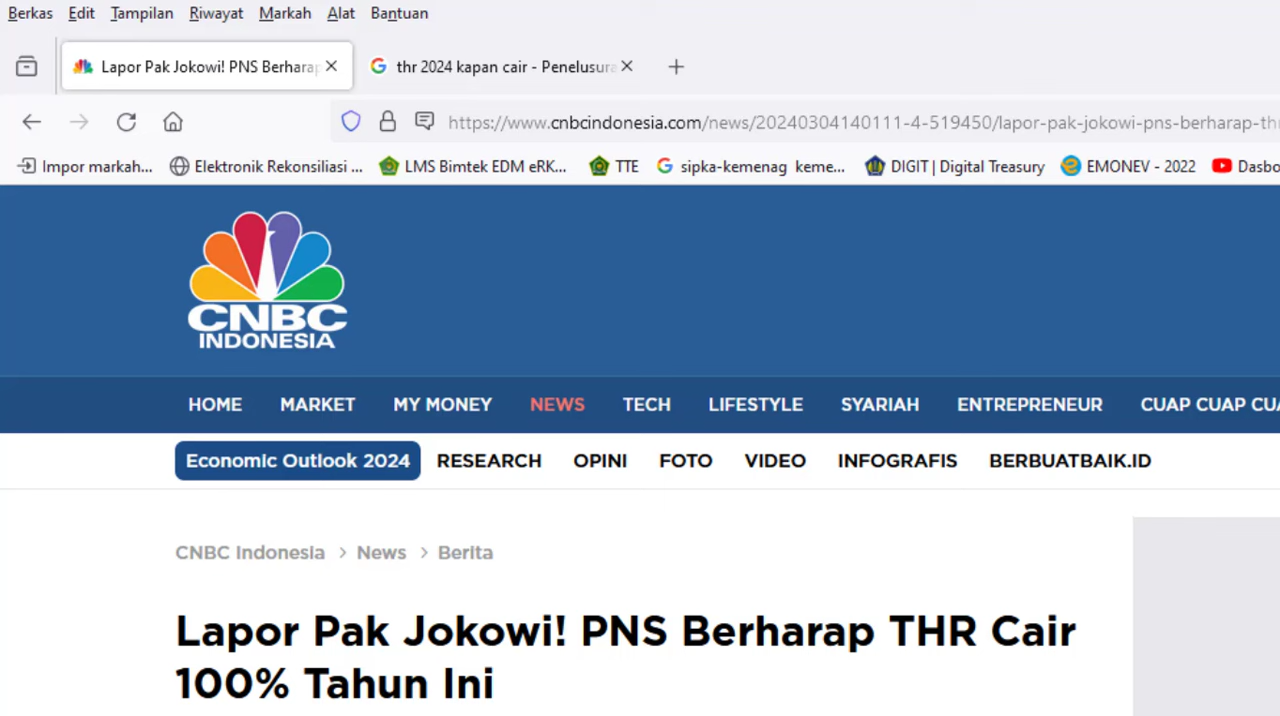 Berkas Edit Tampilan Riwayat Markah Alat Bantuan
Lapor Pak Jokowi! PNS Berharap thr 2024 kapan cair - Penelusura
https://www.cnbcindonesia.com/news/20240304140111-4-519450/lapor-pak-jokowi-pns-berharap-th
Impor markah... Elektronik Rekonsiliasi ... LMS Bimtek EDM eRK... TTE sipka-kemenag keme... DIGIT | Digital Treasury EMONEV - 2022 Dasbo
CNBC
INDONESIA
HOME MARKET MY MONEY NEWS TECH LIFESTYLE SYARIAH ENTREPRENEUR CUAP CUAP CUA
Economic Outlook 2024 RESEARCH OPINI FOTO VIDEO INFOGRAFIS BERBUATBAIK.ID
CNBC Indonesia > News > Berita
Lapor Pak Jokowi! PNS Berharap THR Cair
100% Tahun Ini